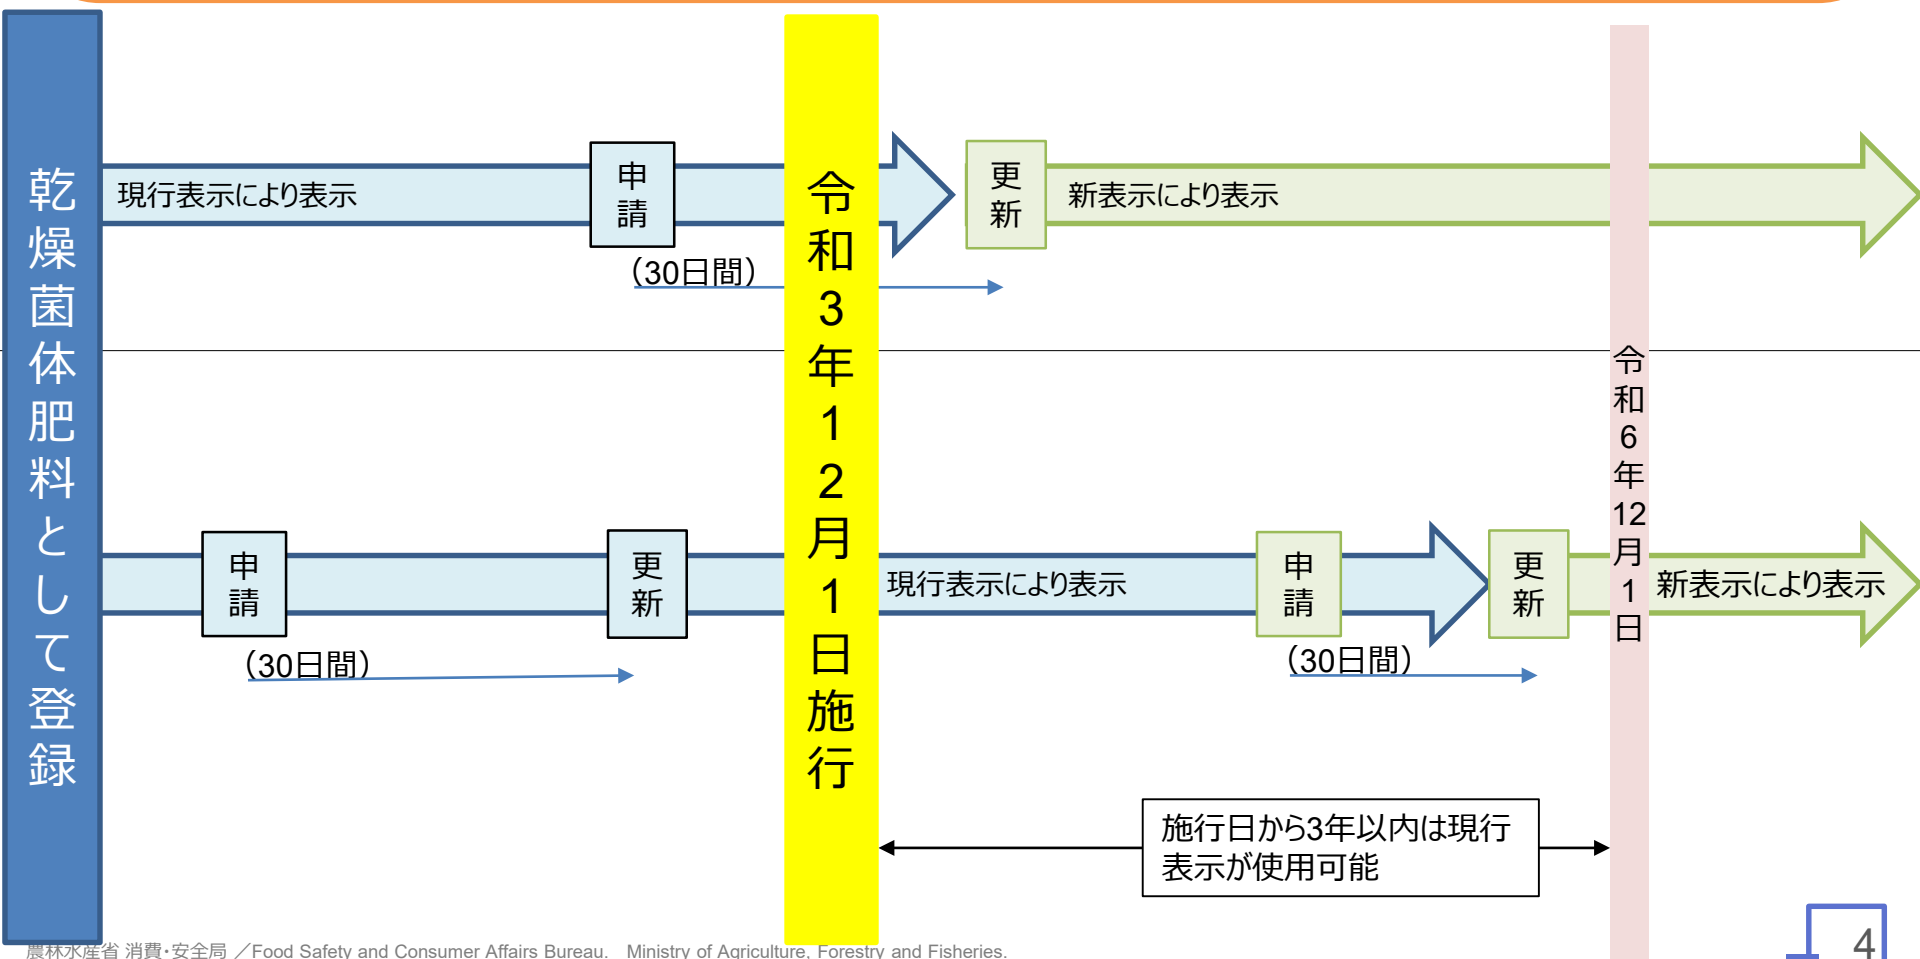 乾燥菌体肥料として登録
現行表示により表示
申請
(30日間)
令和3年12月1日施行
更新
新表示により表示
令和6年12月1日
申請
(30日間)
更新
現行表示により表示
申請
(30日間)
更新
新表示により表示
施行日から3年以内は現行
表示が使用可能
農林水産省 消費・安全局 ／Food Safety and Consumer Affairs Bureau. Ministry of Agriculture, Forestry and Fisheries.
4